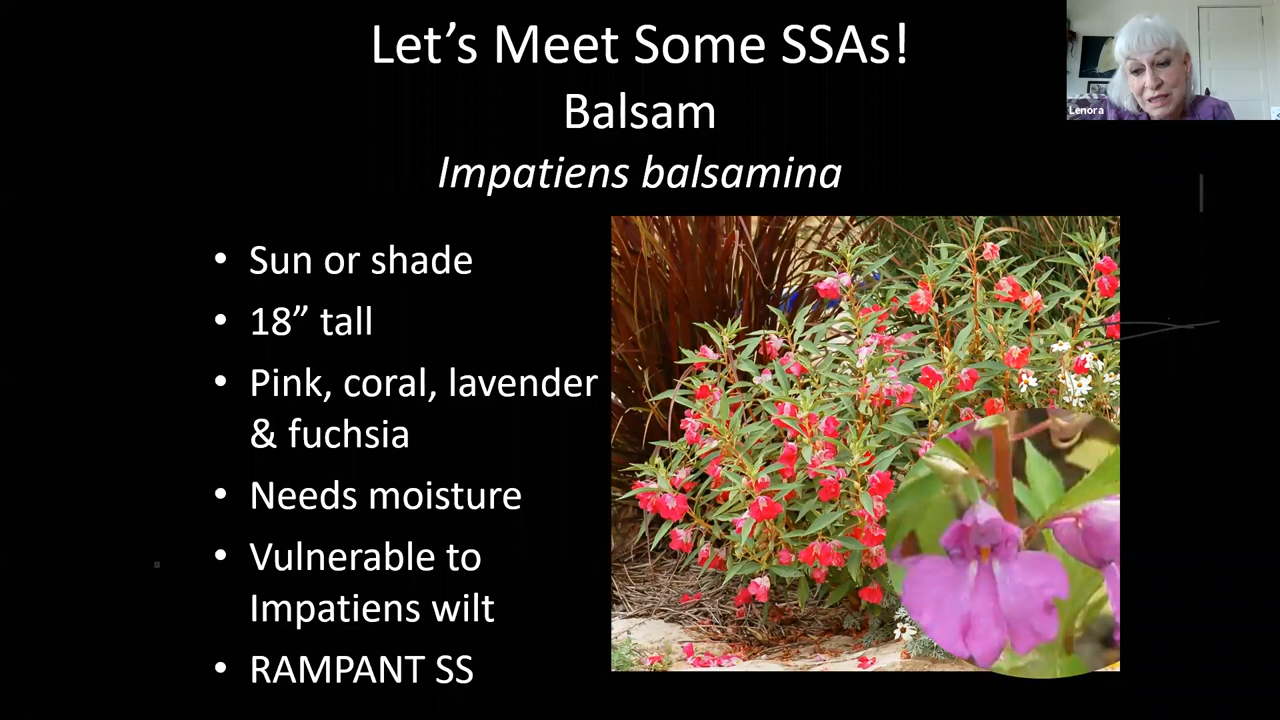 Let’s Meet Some SSAs!
Balsam
Impatiens balsamina
Lenora
• Sun or shade
• 18” tall
• Pink, coral, lavender
& fuchsia
• Needs moisture
• Vulnerable to
Impatiens wilt
• RAMPANT SS